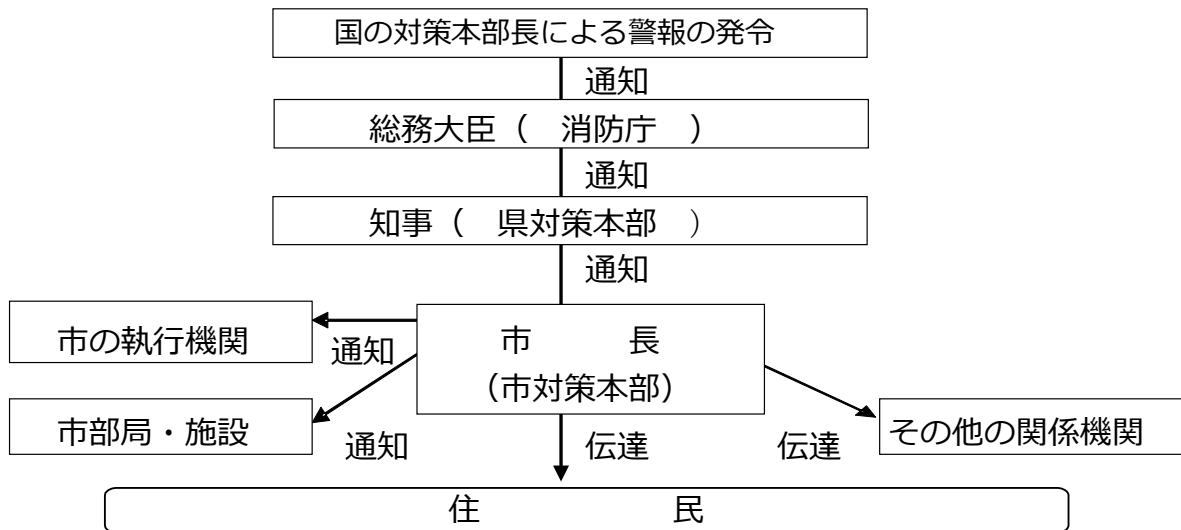 国の対策本部長による警報の発令
通知
総務大臣（　消防庁　）
通知
知事（　県対策本部　）
通知
市の執行機関
通知
市　　　長
（市対策本部）
市部局・施設
通知
伝達
伝達
その他の関係機関
住　　　　　民